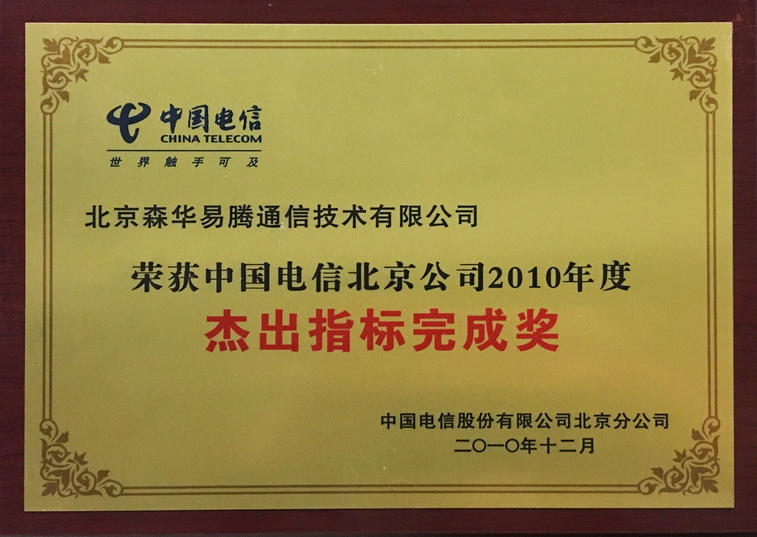 中国电信
CHINA TELECOM
世界触手可及
北京森华易腾通信技术有限公司
荣获中国电信北京公司2010年度
杰出指标完成奖
中国电信股份有限公司北京分公司
二〇一〇年十二月